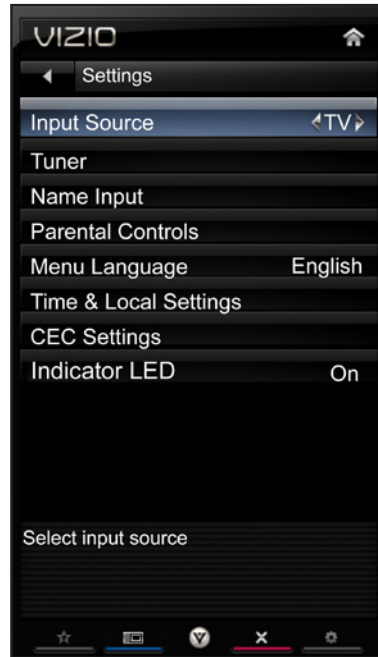 VIZIO
Settings
Input Source TV
Tuner
Name Input
Parental Controls
Menu Language English
Time & Local Settings
CEC Settings
Indicator LED On
Select input source
V